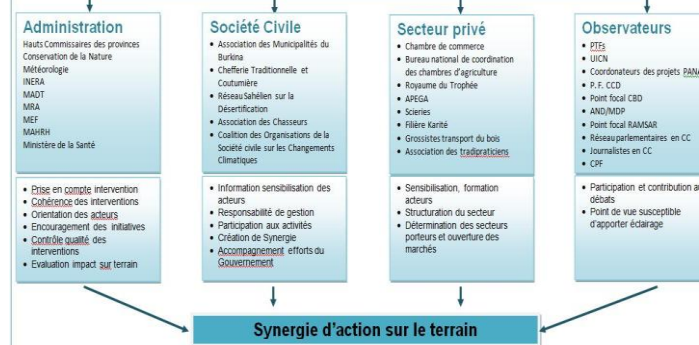 Administration
Hauts Commissaires des provinces
Conservation de la Nature
Météorologie
INERA
MADT
MRA
MEF
MAHRH
Ministère de la Santé
• Prise en compte intervention
• Cohérence des interventions
• Orientation des acteurs
• Encouragement des initiatives
• Contrôle qualité des
interventions
• Evaluation impact sur terrain
Société Civile
• Association des Municipalités du
Burkina
• Chefferie Traditionnelle et
Coutumière
• Réseau Sahélien sur la
Désertification
• Association des Chasseurs
• Coalition des Organisations de la
Société civile sur les Changements
Climatiques
• Information sensibilisation des
acteurs
• Responsabilité de gestion
• Participation aux activités
• Création de Synergie
• Accompagnement efforts du
Gouvernement
Secteur privé
• Chambre de commerce
• Bureau national de coordination
des chambres d'agriculture
• Royaume du Trophée
• APEGA
• Scieries
• Filière Karité
• Grossistes transport du bois
• Association des tradipraticiens
• Sensibilisation, formation
acteurs
• Structuration du secteur
• Détermination des secteurs
porteurs et ouverture des
marchés
Observateurs
• PTFs
• UICN
• Coordonateurs des projets PANA
• P. F. CCD
• Point focal CBD
• AND/MDP
• Point focal RAMSAR
• Réseau parlementaires en CC
• Journalistes en CC
• CPF
• Participation et contribution au
débats
• Point de vue susceptible
d'apporter éclairage
Synergie d'action sur le terrain